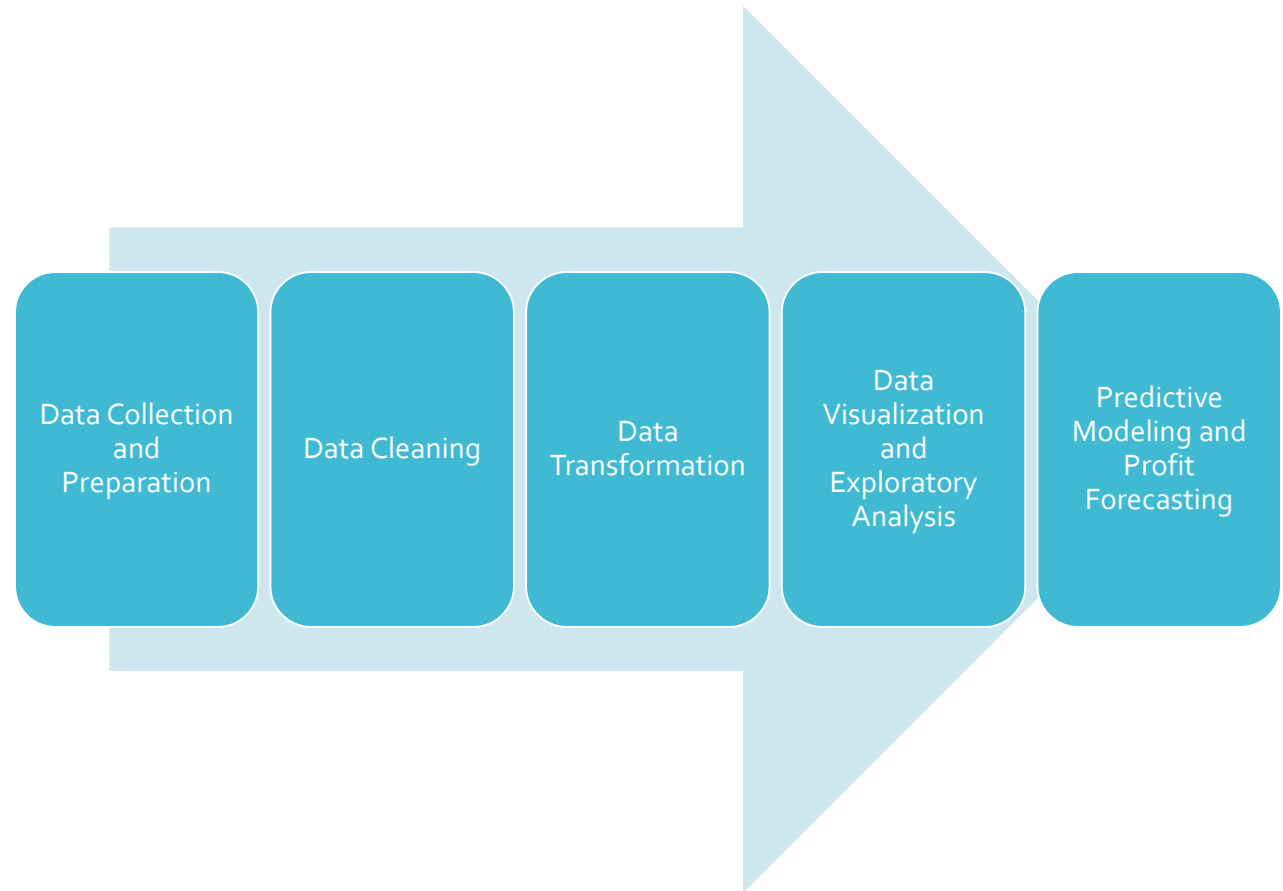 Data Collection
and
Preparation
Data Cleaning
Data
Transformation
Data
Visualization
and
Exploratory
Analysis
Predictive
Modeling and
Profit
Forecasting